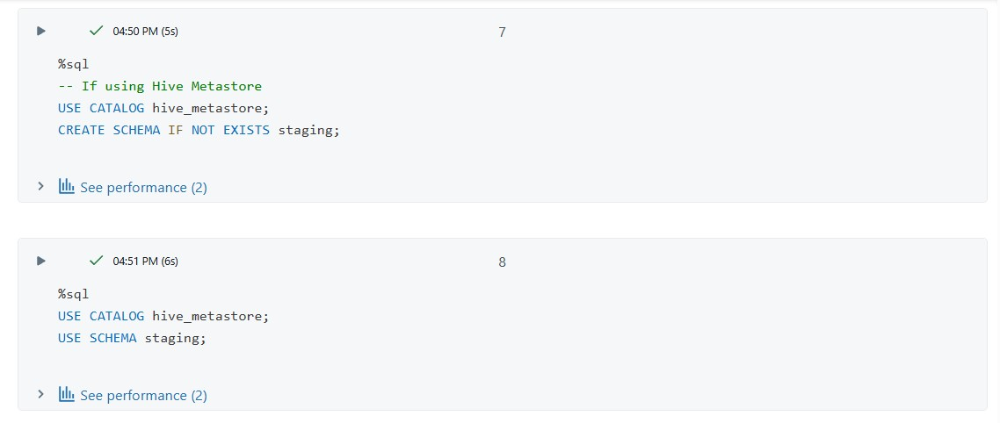 04:50 PM (5s)
7
%sql
-- If using Hive Metastore
USE CATALOG hive_metastore;
CREATE SCHEMA IF NOT EXISTS staging;
See performance (2)
04:51 PM (6s)
8
%sql
USE CATALOG hive_metastore;
USE SCHEMA staging;
See performance (2)